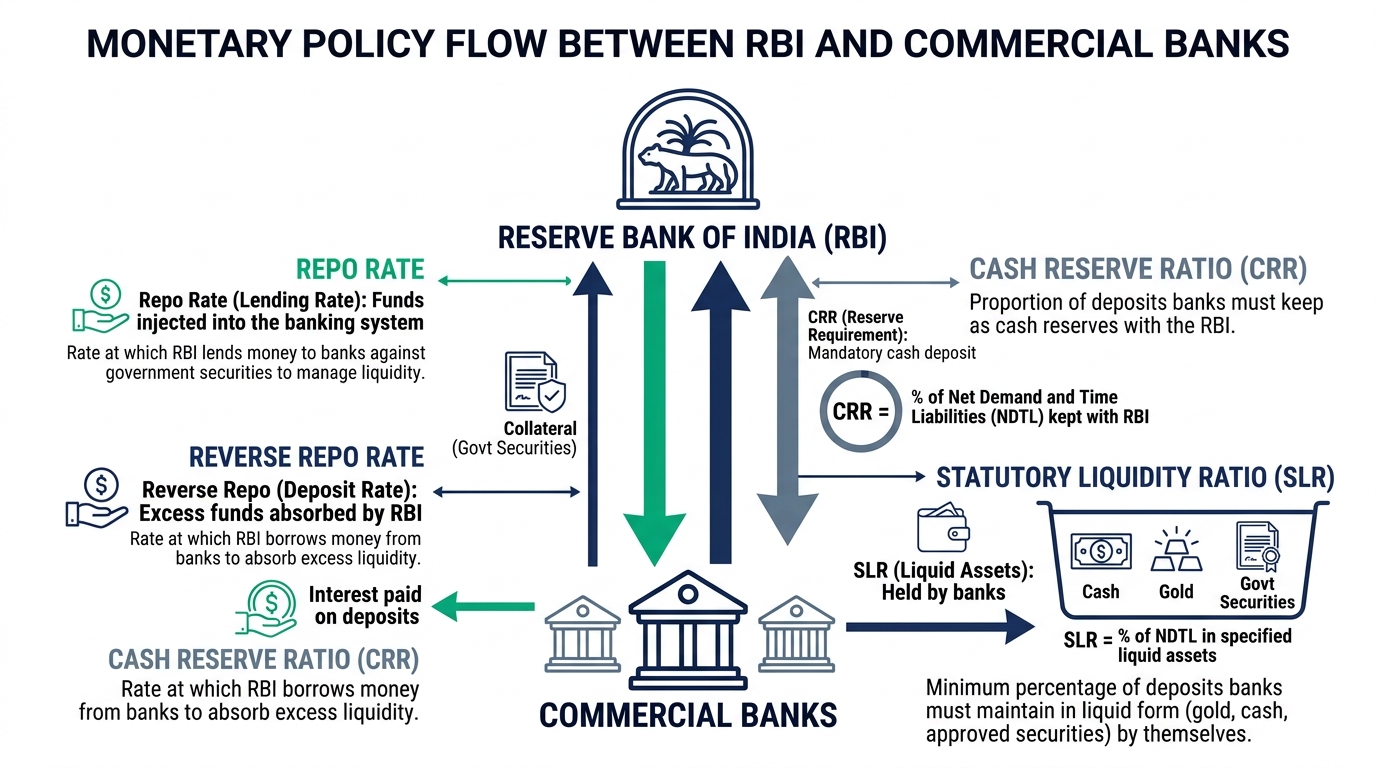 MONETARY POLICY FLOW BETWEEN RBI AND COMMERCIAL BANKS
RESERVE BANK OF INDIA (RBI)
REPO RATE
$
Repo Rate (Lending Rate): Funds
injected into the banking system
Rate at which RBI lends money to banks against
government securities to manage liquidity.
Collateral
(Govt Securities)
REVERSE REPO RATE
$
Reverse Repo (Deposit Rate):
Excess funds absorbed by RBI
Rate at which RBI borrows money from
banks to absorb excess liquidity.
$
Interest paid
on deposits
CASH RESERVE RATIO (CRR)
Rate at which RBI borrows money
from banks to absorb excess liquidity.
COMMERCIAL BANKS
CASH RESERVE RATIO (CRR)
Proportion of deposits banks must keep
as cash reserves with the RBI.
CRR (Reserve
Requirement):
Mandatory cash deposit
CRR =
% of Net Demand and Time
Liabilities (NDTL) kept with RBI
STATUTORY LIQUIDITY RATIO (SLR)
SLR (Liquid Assets):
Held by banks
$
Cash
Gold
Govt
Securities
SLR = % of NDTL in specified
liquid assets
Minimum percentage of deposits banks
must maintain in liquid form (gold, cash,
approved securities) by themselves.